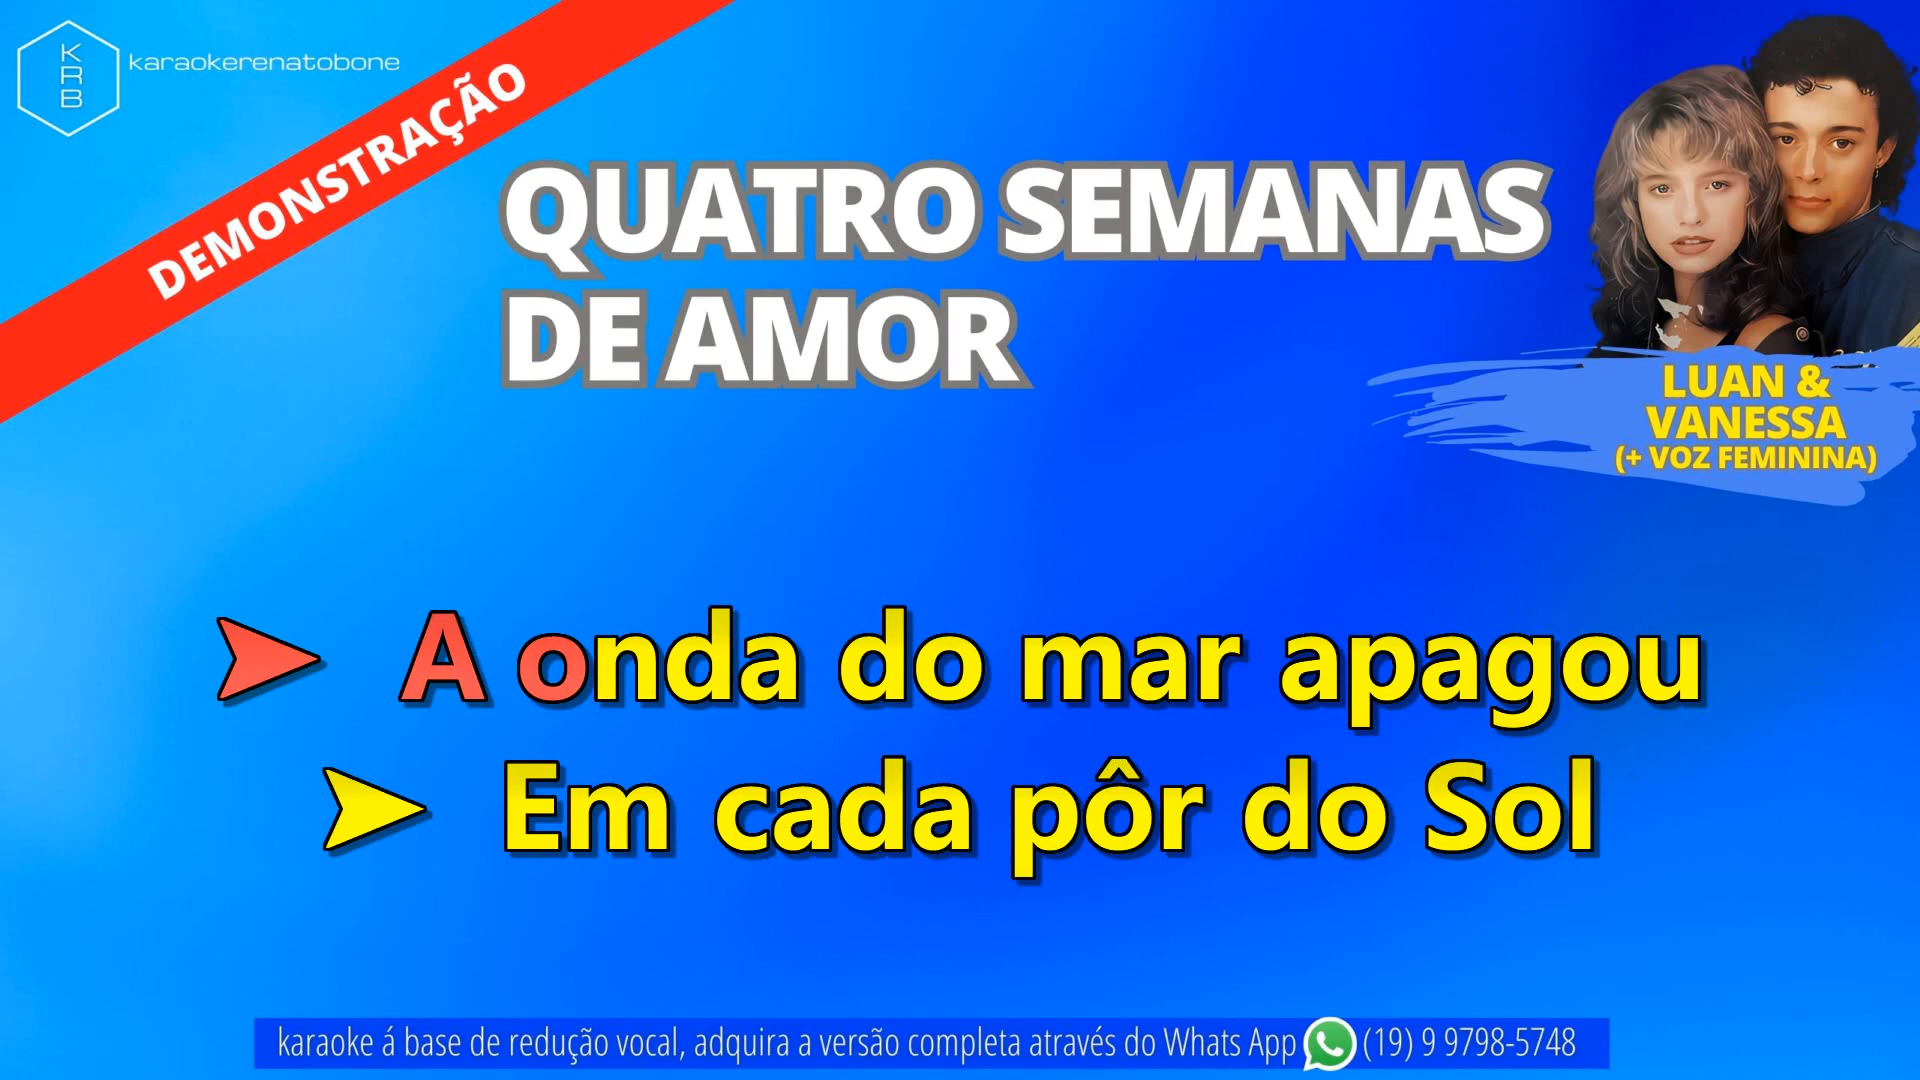 KRB
karaokerenatobone
DEMONSTRAÇÃO
QUATRO SEMANAS
DE AMOR
LUAN &
VANESSA
(+ VOZ FEMININA)
➤ A onda do mar apagou
➤ Em cada pôr do Sol
karaoke á base de redução vocal, adquira a versão completa através do Whats App (19) 9 9798-5748